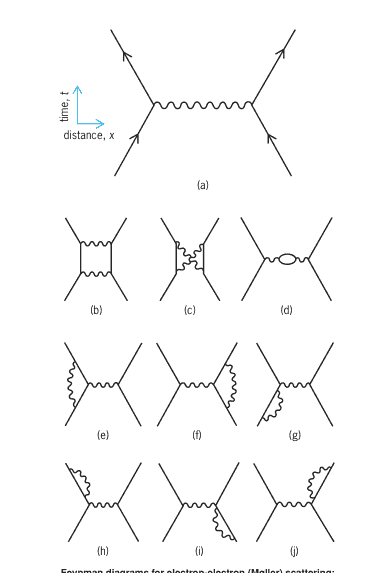 time, t
distance, x
(a)
(b) (c) (d)
(e) (f) (g)
(h) (i) (j)
Feynman diagrams for electron-electron (Møller) scattering: